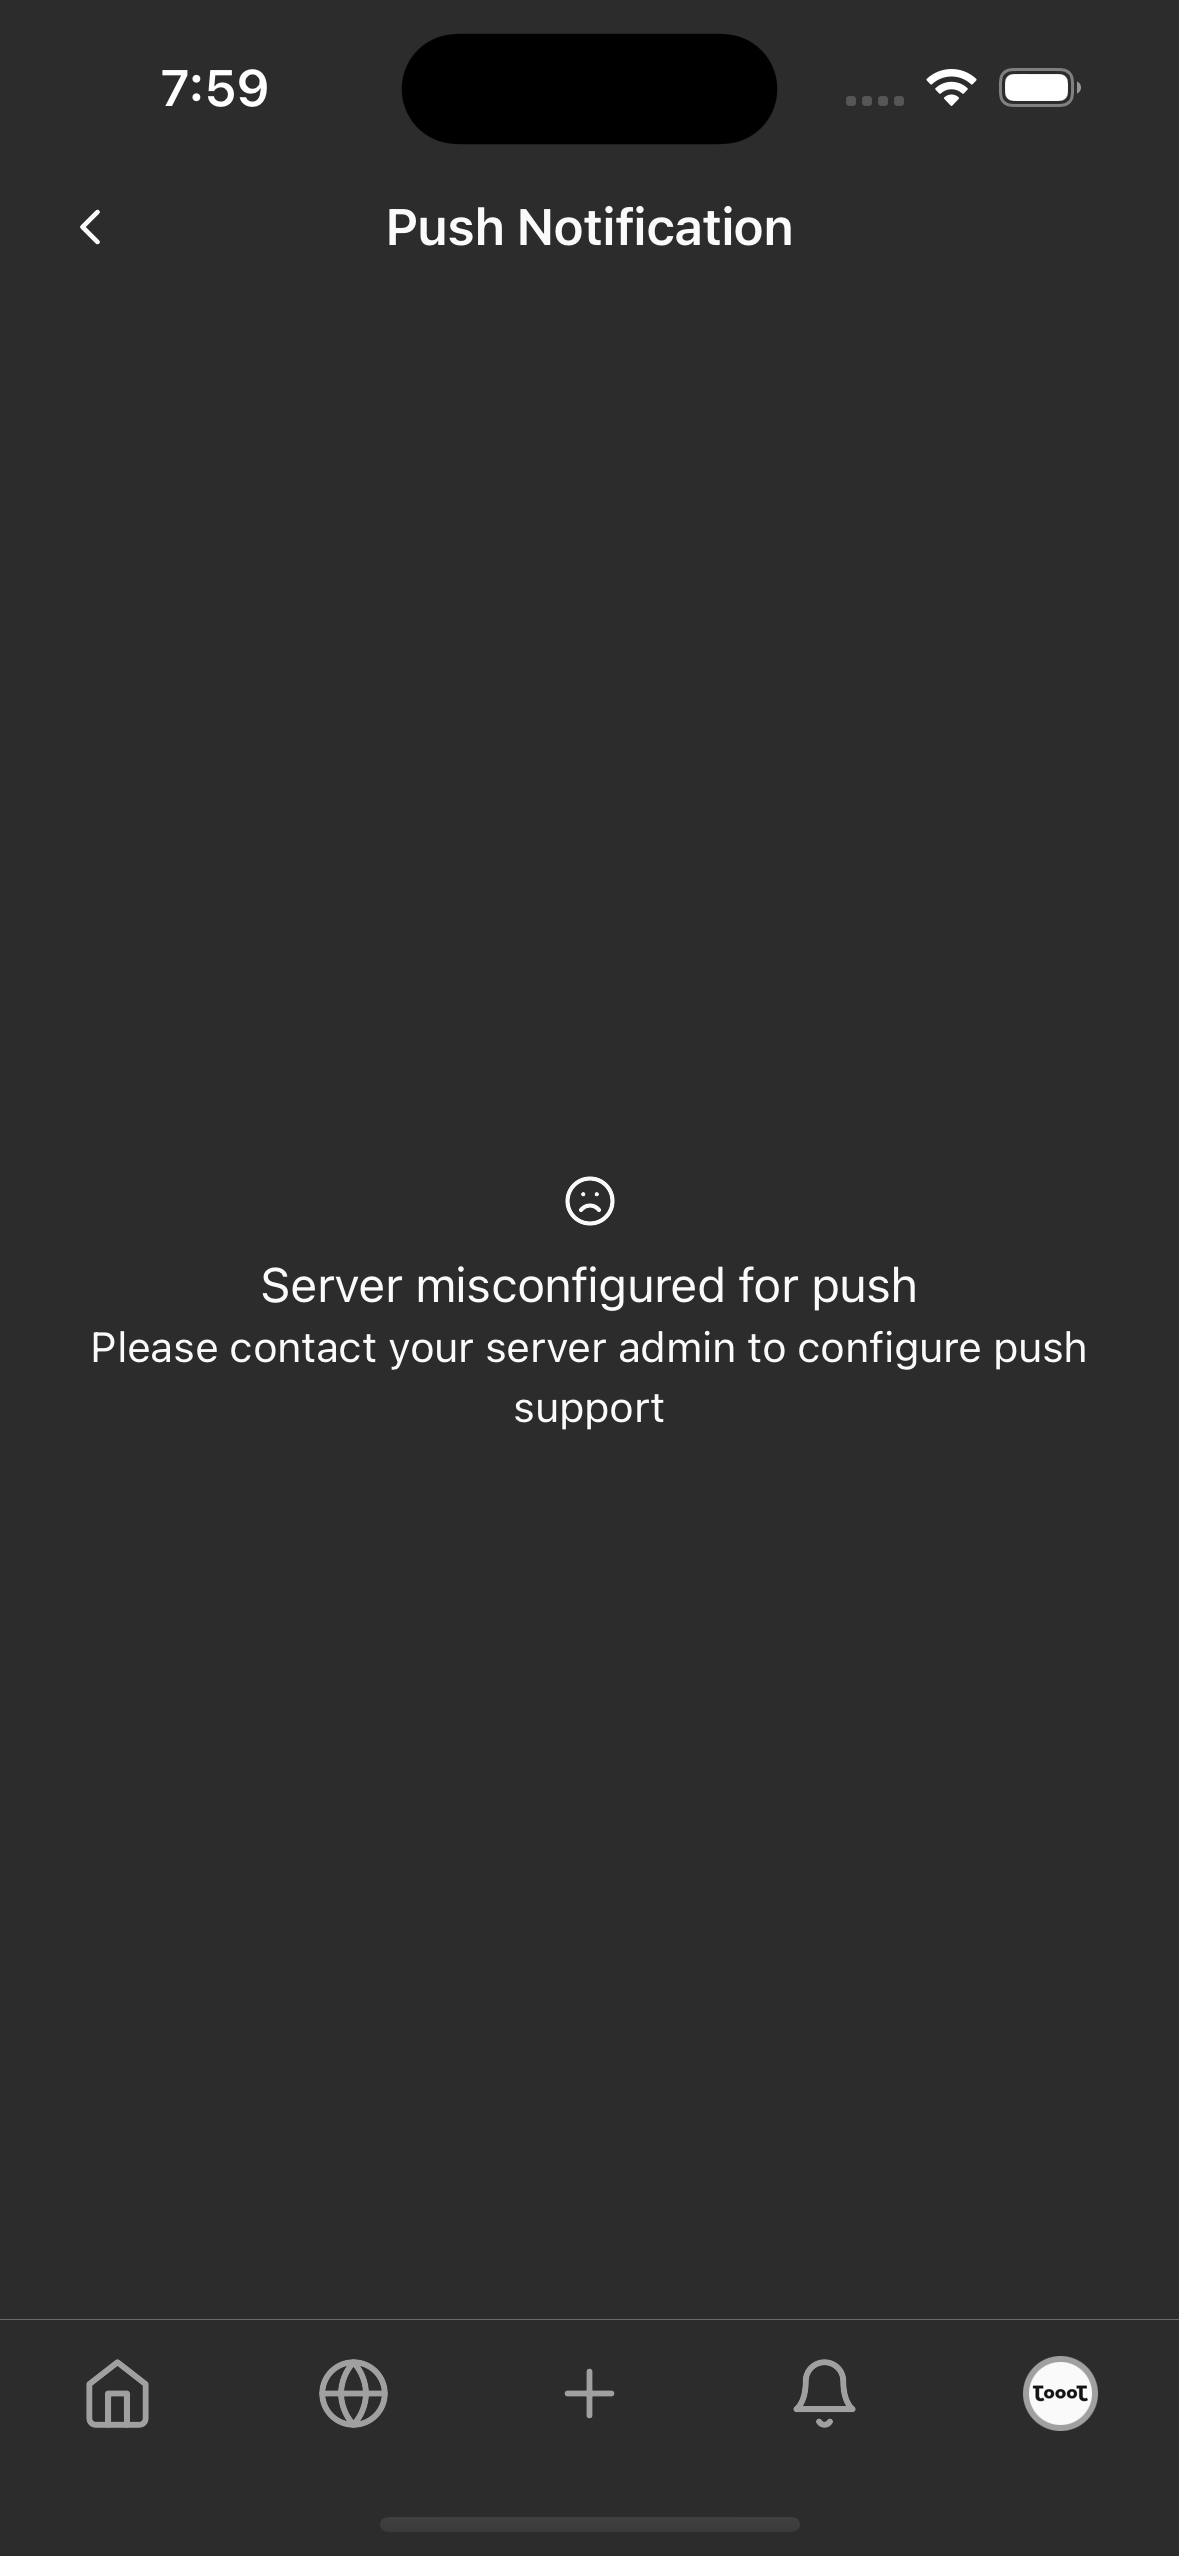 7:59
Push Notification
Server misconfigured for push
Please contact your server admin to configure push
support
tooot